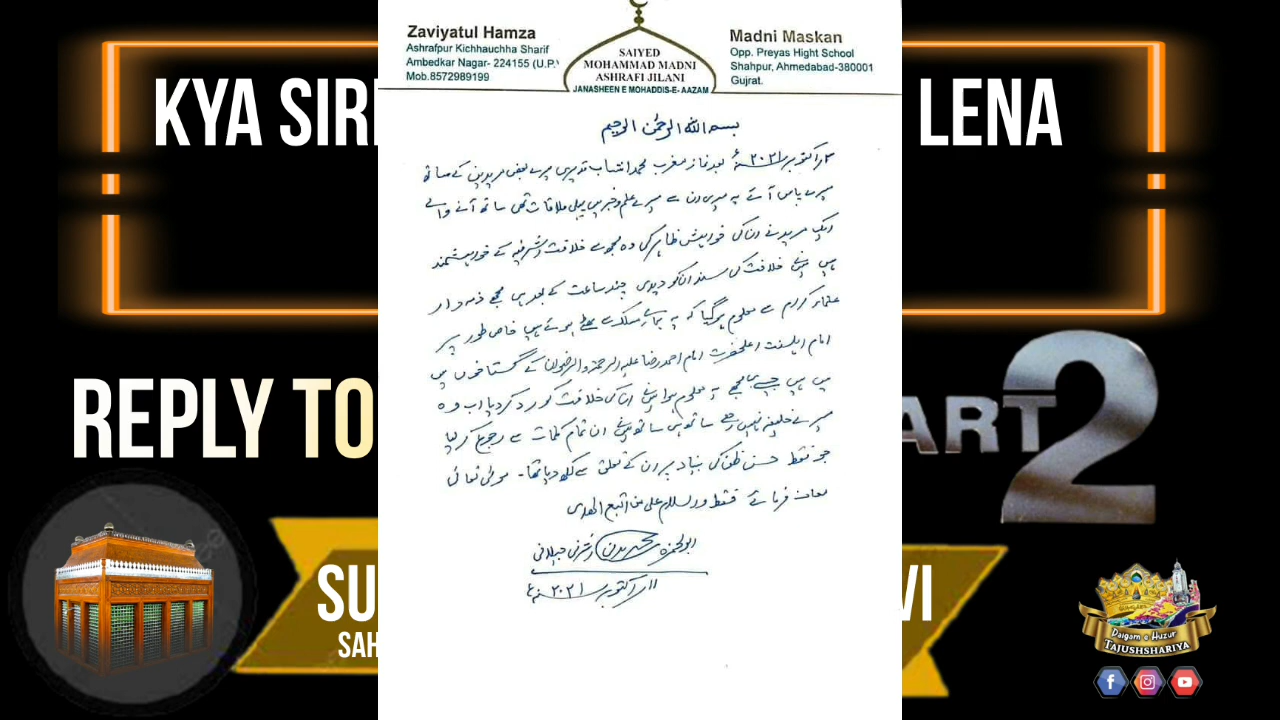 Zaviyatul Hamza
Ashrafpur Kichhauchha Sharif
Ambedkar Nagar- 224155 (U.P.)
Mob.8572989199
SAIYED
MOHAMMAD MADNI
ASHRAFI JILANI
JANASHEEN E MOHADDIS-E- AAZAM
Madni Maskan
Opp. Preyas Hight School
Shahpur, Ahmedabad-380001
Gujrat.
KYA SIR
LENA
بسم اللہ الرحمٰن الرحیم
اکتوبر ۲۰۲۱ بعد نماز مغرب محمد انتساب قدیری میرے بعض مریدین کے ساتھ
میرے پاس آئے یہ میری ان سے میرے علم و خبر میں پہلی ملاقات تھی ساتھ آنے والے
ایک مرید نے ان کی خواہش ظاہر کی وہ مجھ سے خلافت اشرفیہ کے خواہشمند
ہیں میں نے خلافت کی سند ان کو دیدی چند ساعت کے بعد ہی مجھے ذمہ دار
علماء کرام سے معلوم ہو گیا کہ یہ ہمارے مسلک سے ہٹے ہوئے ہیں خاص طور پر
امام اہلسنت اعلیحضرت امام احمد رضا علیہ الرحمۃ والرضوان کے گستاخوں میں
سے ہیں جیسے ہی مجھے یہ معلوم ہوا میں نے ان کی خلافت کو رد کر دیا اب وہ
میرے خلیفہ نہیں رہے ساتھ ہی ساتھ میں نے ان تمام کلمات سے رجوع کر لیا
جو فقط حسن ظن کی بنیاد پر ان کے تعلق سے لکھ دیا تھا۔ مولیٰ تعالیٰ
معاف فرمائے فقط والسلام علی من اتبع الھدی
ابوالحمزہ محمد مدنی اشرفی جیلانی
۱۱ اکتوبر ۲۰۲۱ء
REPLY TO
ART 2
SU
VI
SAH
Paigam e Huzur
TAJUSHSHARIYA